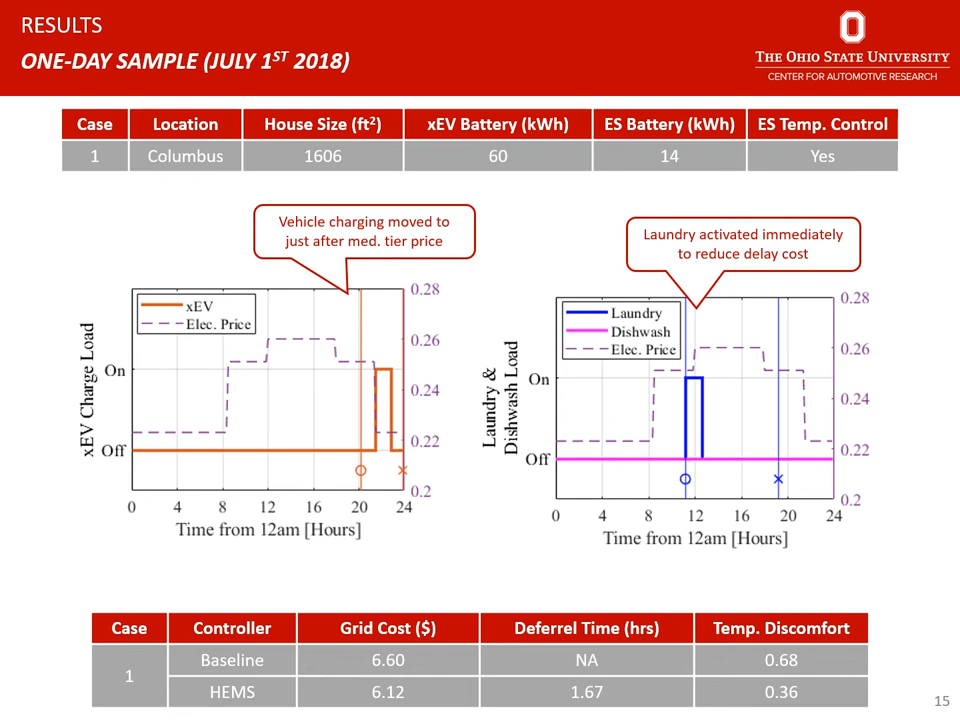 RESULTS
ONE-DAY SAMPLE (JULY 1ST 2018)
THE OHIO STATE UNIVERSITY
CENTER FOR AUTOMOTIVE RESEARCH
Case Location House Size (ft2) xEV Battery (kWh) ES Battery (kWh) ES Temp. Control
1 Columbus 1606 60 14 Yes
Vehicle charging moved to
just after med. tier price
Laundry activated immediately
to reduce delay cost
xEV
Elec. Price
xEV Charge Load
On
Off
0.28
0.26
0.24
0.22
0.2
0 4 8 12 16 20 24
Time from 12am [Hours]
Laundry
Dishwash
Elec. Price
Laundry &
Dishwash Load
On
Off
0.28
0.26
0.24
0.22
0.2
0 4 8 12 16 20 24
Time from 12am [Hours]
Case Controller Grid Cost ($) Deferrel Time (hrs) Temp. Discomfort
1
Baseline 6.60 NA 0.68
HEMS 6.12 1.67 0.36
15